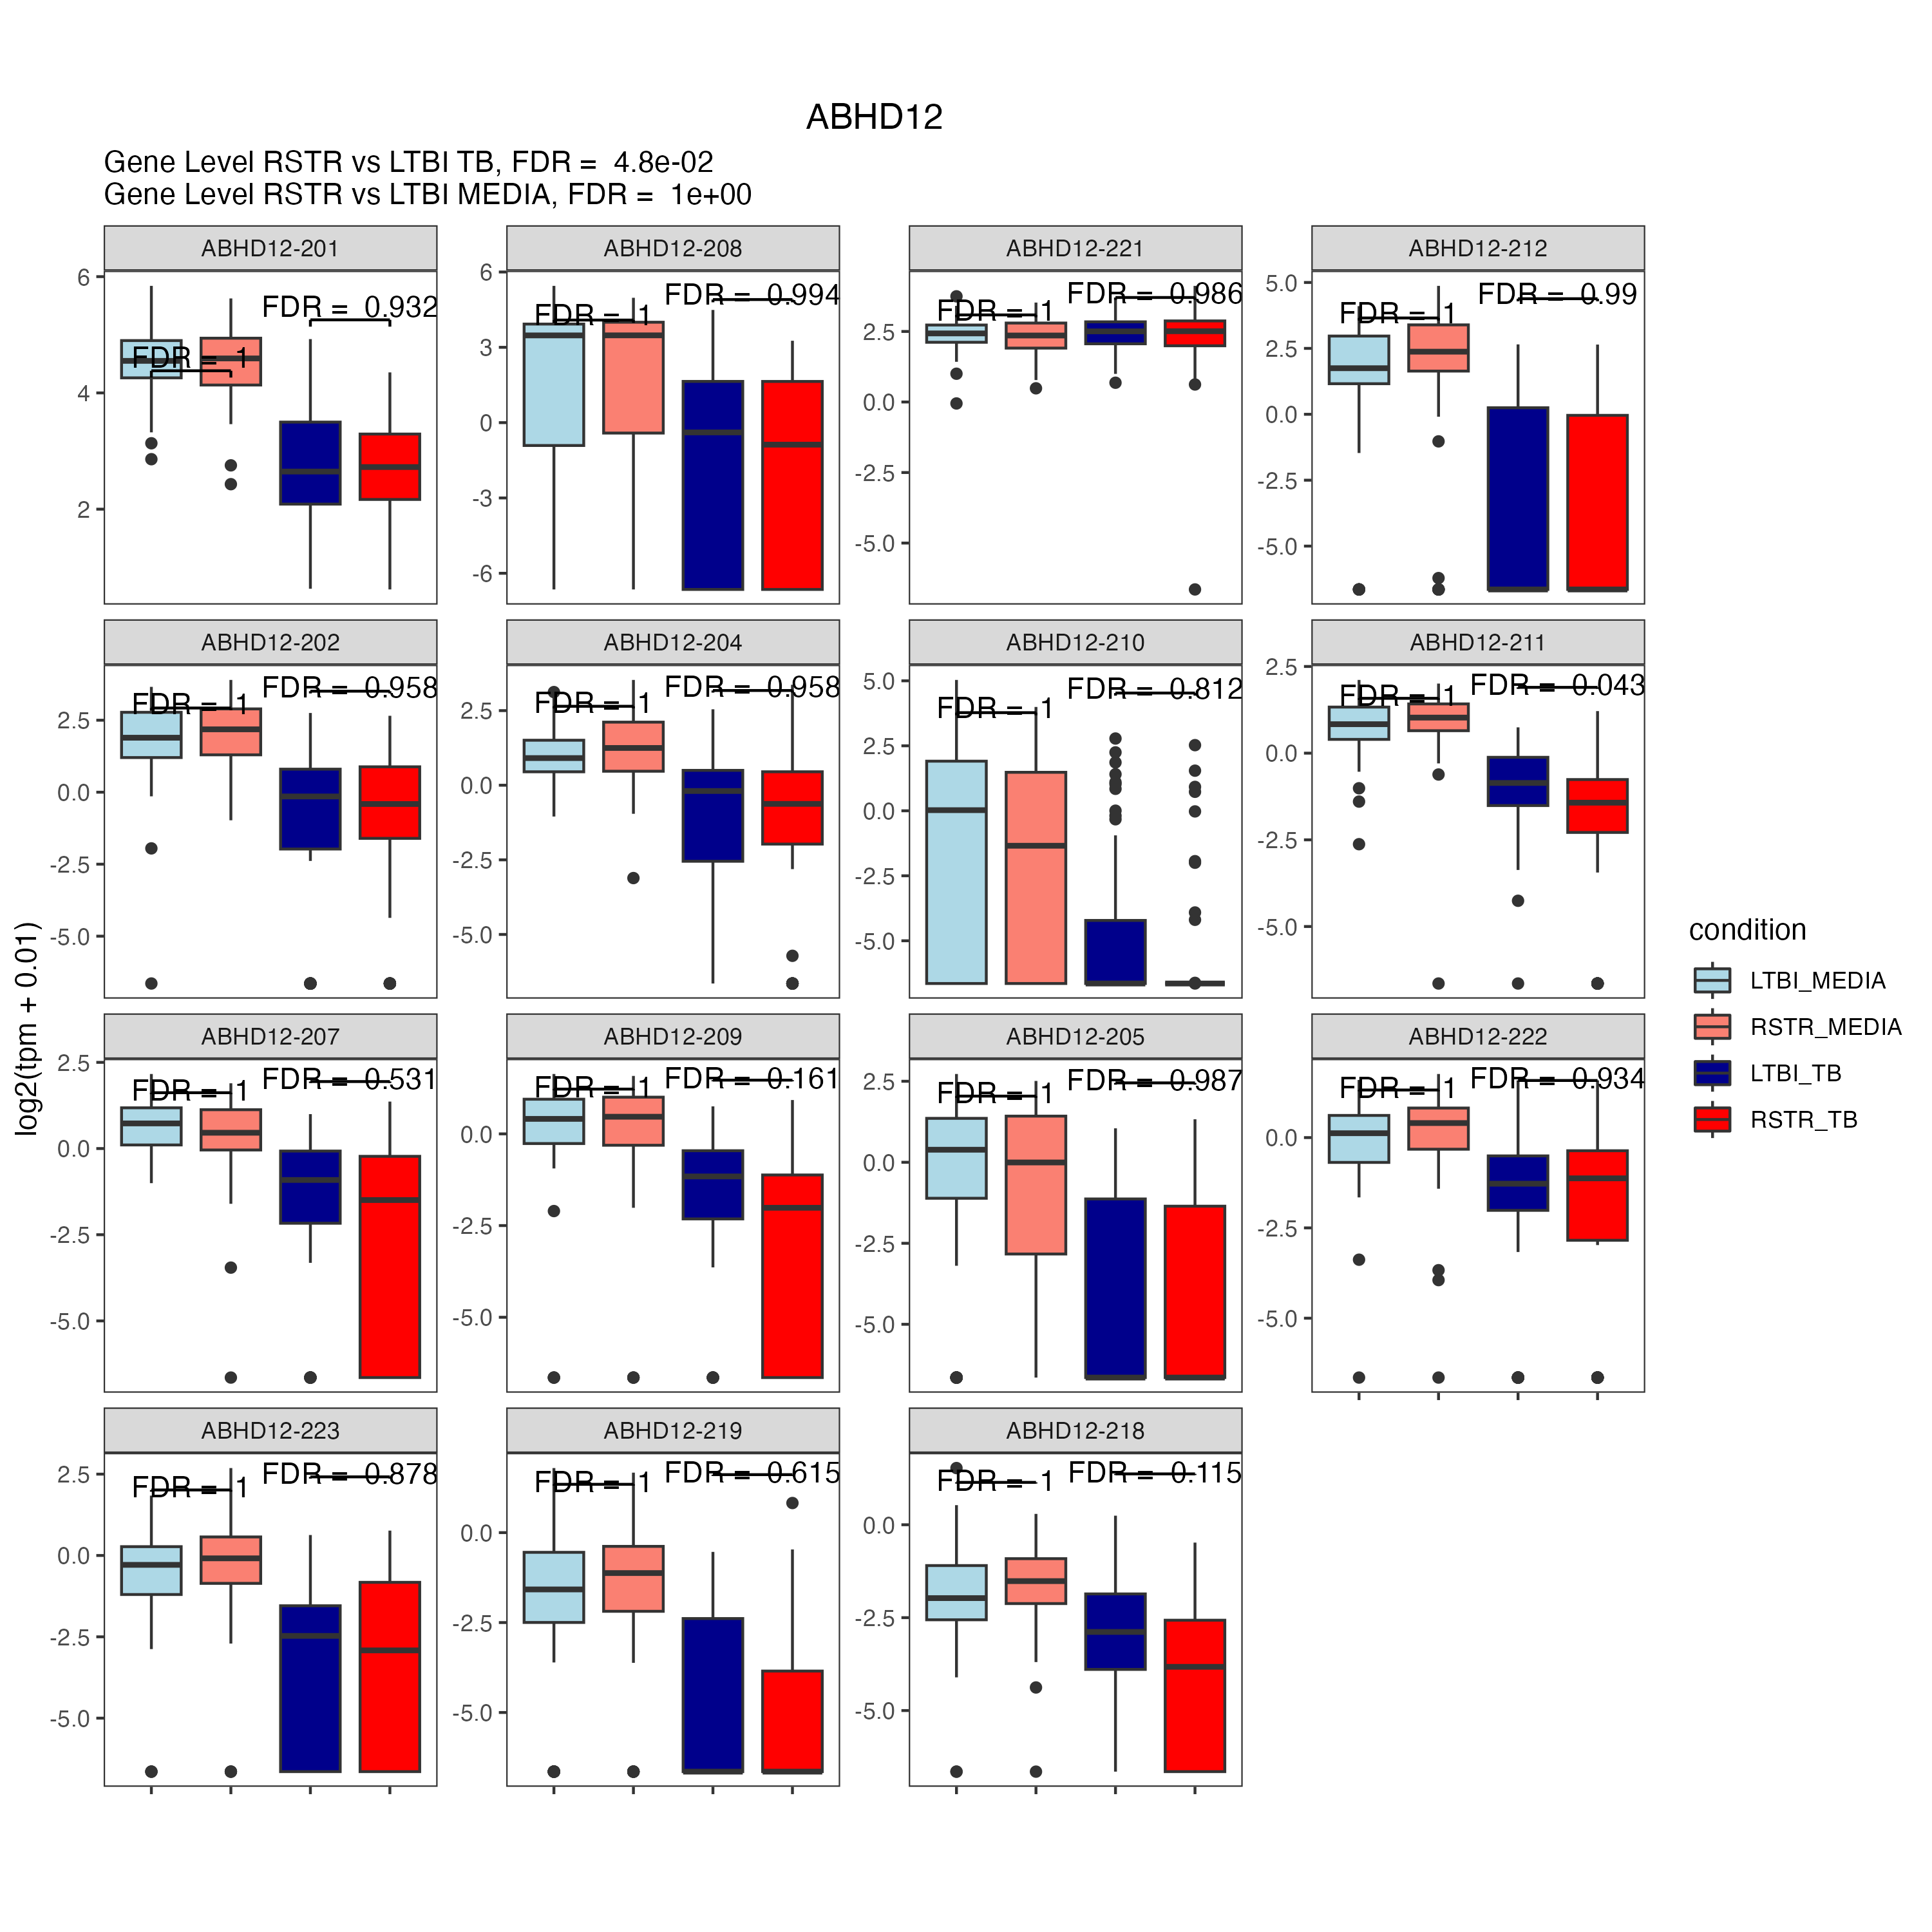 ABHD12
Gene Level RSTR vs LTBI TB, FDR =  4.8e-02
Gene Level RSTR vs LTBI MEDIA, FDR =  1e+00
ABHD12-201
6
4
2
FDR = 1
FDR = 0.932
ABHD12-208
6
3
0
-3
-6
FDR = 1
FDR = 0.994
ABHD12-221
2.5
0.0
-2.5
-5.0
FDR = 1
FDR = 0.986
ABHD12-212
5.0
2.5
0.0
-2.5
-5.0
FDR = 1
FDR = 0.99
ABHD12-202
2.5
0.0
-2.5
-5.0
FDR = 1
FDR = 0.958
ABHD12-204
2.5
0.0
-2.5
-5.0
FDR = 1
FDR = 0.958
ABHD12-210
5.0
2.5
0.0
-2.5
-5.0
FDR = 1
FDR = 0.812
ABHD12-211
2.5
0.0
-2.5
-5.0
FDR = 1
FDR = 0.043
ABHD12-207
2.5
0.0
-2.5
-5.0
FDR = 1
FDR = 0.531
ABHD12-209
0.0
-2.5
-5.0
FDR = 1
FDR = 0.161
ABHD12-205
2.5
0.0
-2.5
-5.0
FDR = 1
FDR = 0.987
ABHD12-222
0.0
-2.5
-5.0
FDR = 1
FDR = 0.934
ABHD12-223
2.5
0.0
-2.5
-5.0
FDR = 1
FDR = 0.878
ABHD12-219
0.0
-2.5
-5.0
FDR = 1
FDR = 0.615
ABHD12-218
0.0
-2.5
-5.0
FDR = 1
FDR = 0.115
log2(tpm + 0.01)
condition
LTBI_MEDIA
RSTR_MEDIA
LTBI_TB
RSTR_TB